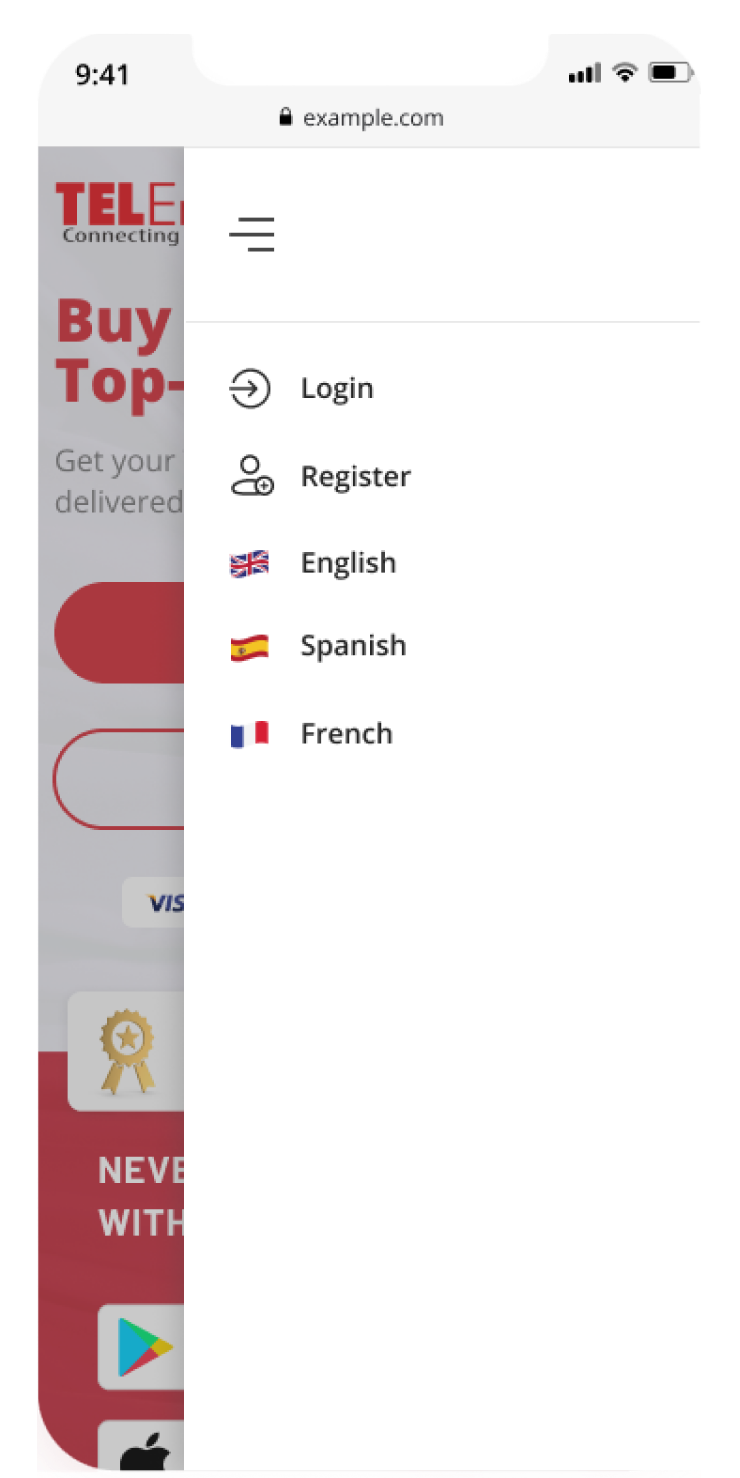 9:41
example.com
TELE
Connecting
Buy
Top-
Get your
delivered
VIS
NEVE
WITH
Login
Register
English
Spanish
French